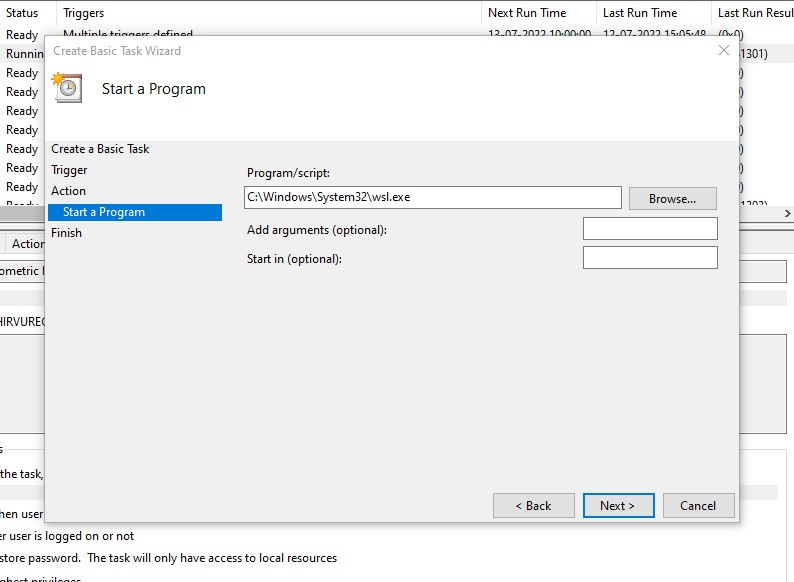 Status Triggers Next Run Time Last Run Time Last Run Resul
Ready Multiple triggers defined 13-07-2022 10:00:00 12-07-2022 15:05:48 (0x0)
Runnin 1301)
Ready
Ready
Ready
Ready
Ready
Ready
Ready
Ready
Create Basic Task Wizard
Start a Program
Create a Basic Task
Trigger
Action
Start a Program
Finish
Program/script:
C:\Windows\System32\wsl.exe
Browse...
Add arguments (optional):
Start in (optional):
< Back Next > Cancel
Action
ometric
HIRVUREC
s
the task,
hen user
er user is logged on or not
store password. The task will only have access to local resources
highest privileges